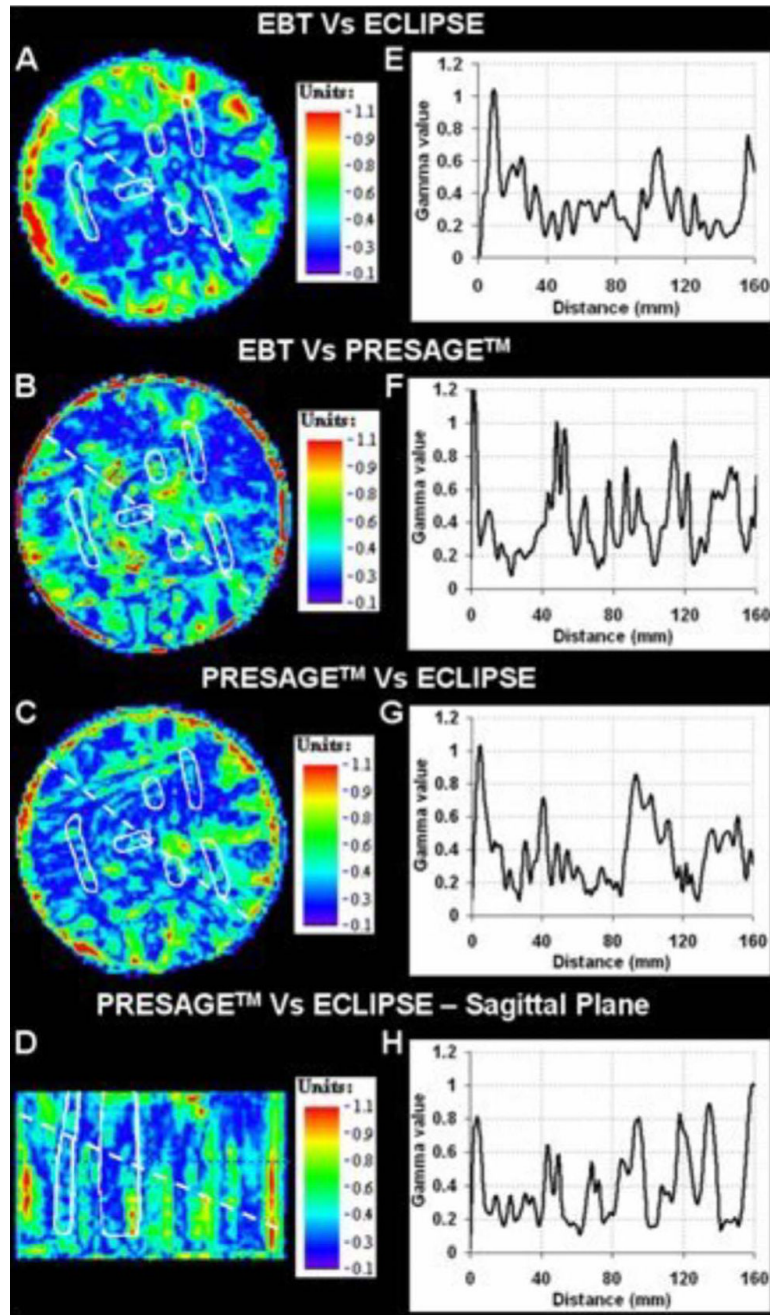 EBT Vs ECLIPSE
A
Units:
1.1
0.9
0.8
0.6
0.4
0.3
0.1
E
Gamma value
1.2
1
0.8
0.6
0.4
0.2
0
0 40 80 120 160
Distance (mm)
EBT Vs PRESAGE™
B
Units:
1.1
0.9
0.8
0.6
0.4
0.3
0.1
F
Gamma value
1.2
1
0.8
0.6
0.4
0.2
0
0 40 80 120 160
Distance (mm)
PRESAGE™ Vs ECLIPSE
C
Units:
1.1
0.9
0.8
0.6
0.4
0.3
0.1
G
Gamma value
1.2
1
0.8
0.6
0.4
0.2
0
0 40 80 120 160
Distance (mm)
PRESAGE™ Vs ECLIPSE – Sagittal Plane
D
Units:
1.1
0.9
0.8
0.6
0.4
0.3
0.1
H
Gamma value
1.2
1
0.8
0.6
0.4
0.2
0
0 40 80 120 160
Distance (mm)